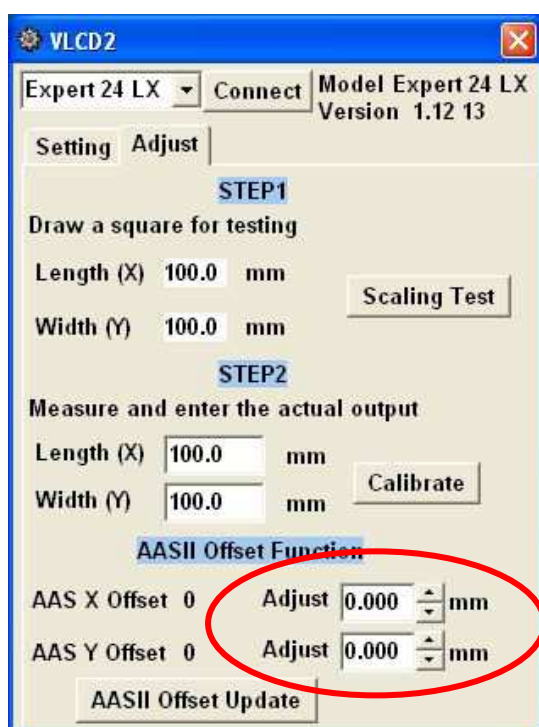 VLCD2
Expert 24 LX Connect Model Expert 24 LX
Version 1.12 13
Setting Adjust
STEP1
Draw a square for testing
Length (X) 100.0 mm
Scaling Test
Width (Y) 100.0 mm
STEP2
Measure and enter the actual output
Length (X) 100.0 mm
Calibrate
Width (Y) 100.0 mm
AASII Offset Function
AAS X Offset 0 Adjust 0.000 mm
AAS Y Offset 0 Adjust 0.000 mm
AASII Offset Update